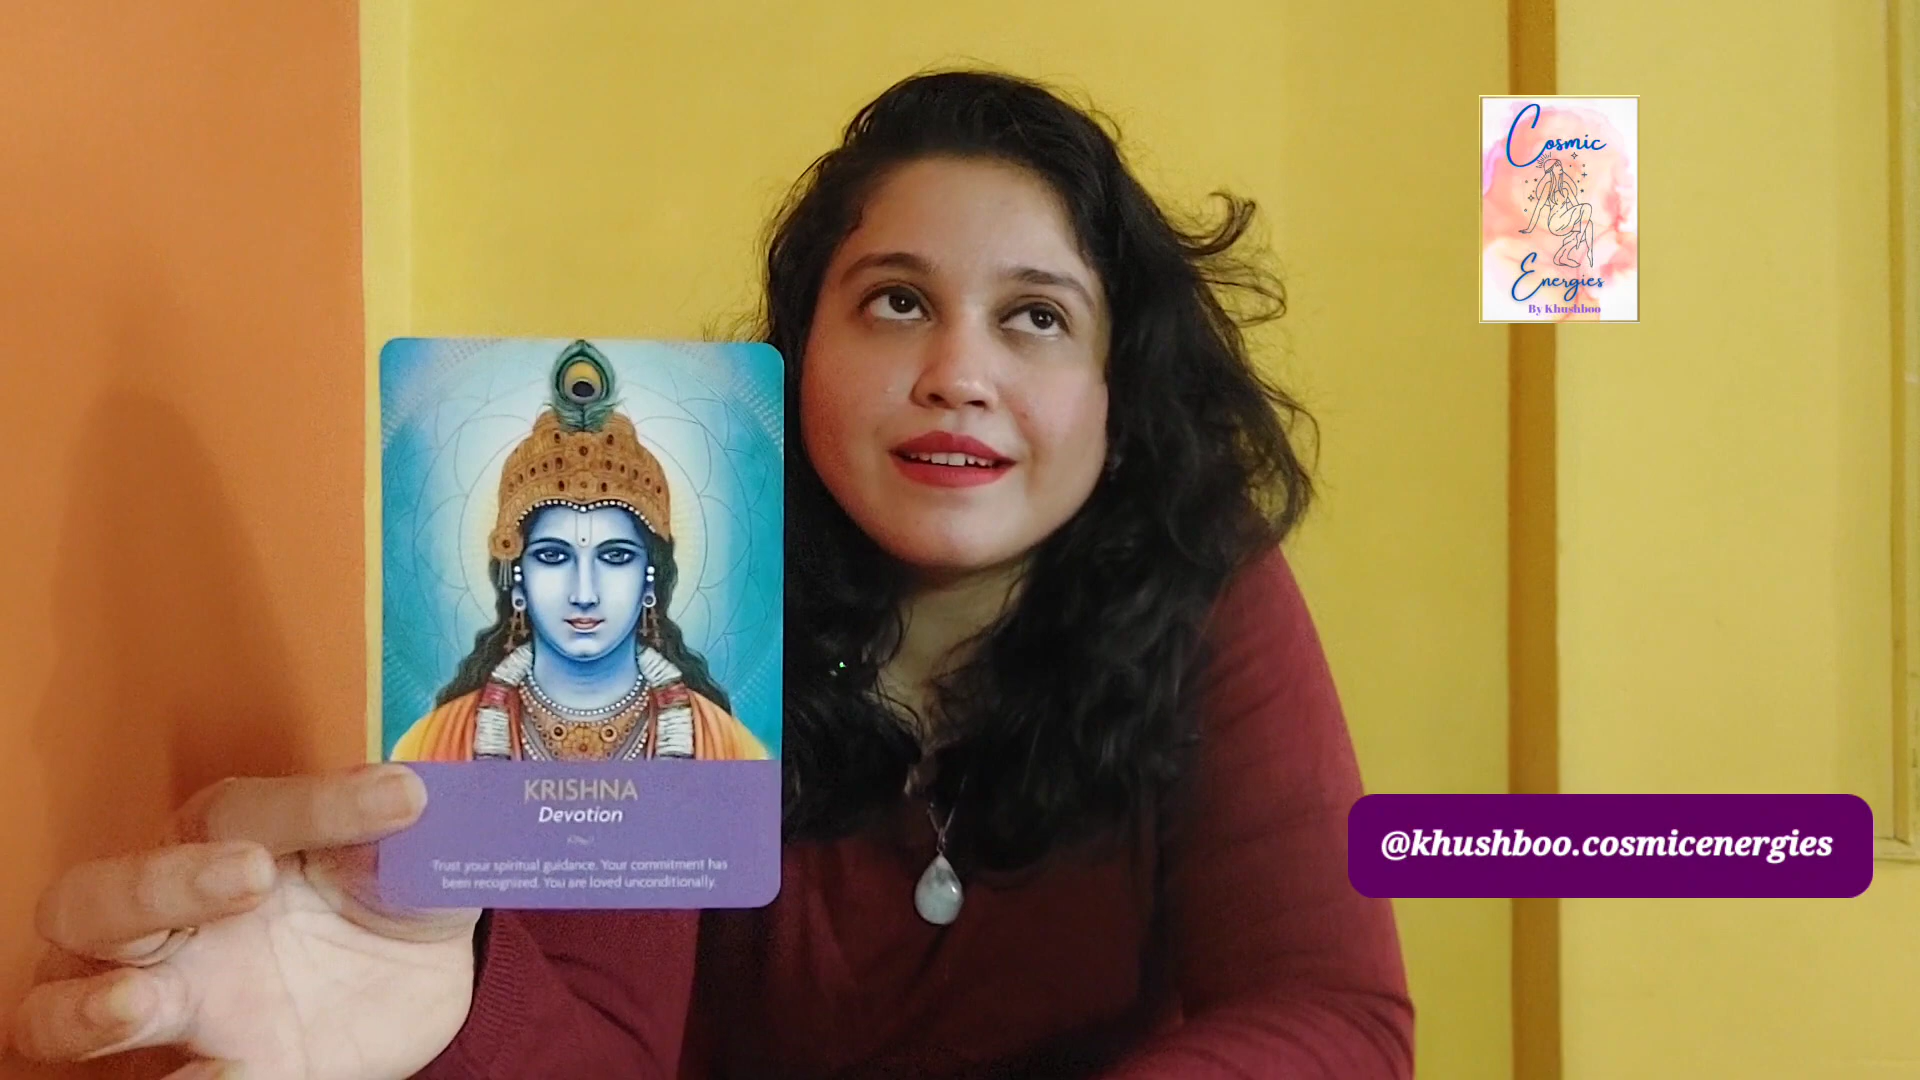 Cosmic
Energies
By Khushboo
KRISHNA
Devotion
Trust your spiritual guidance. Your commitment has
been recognized. You are loved unconditionally.
@khushboo.cosmicenergies